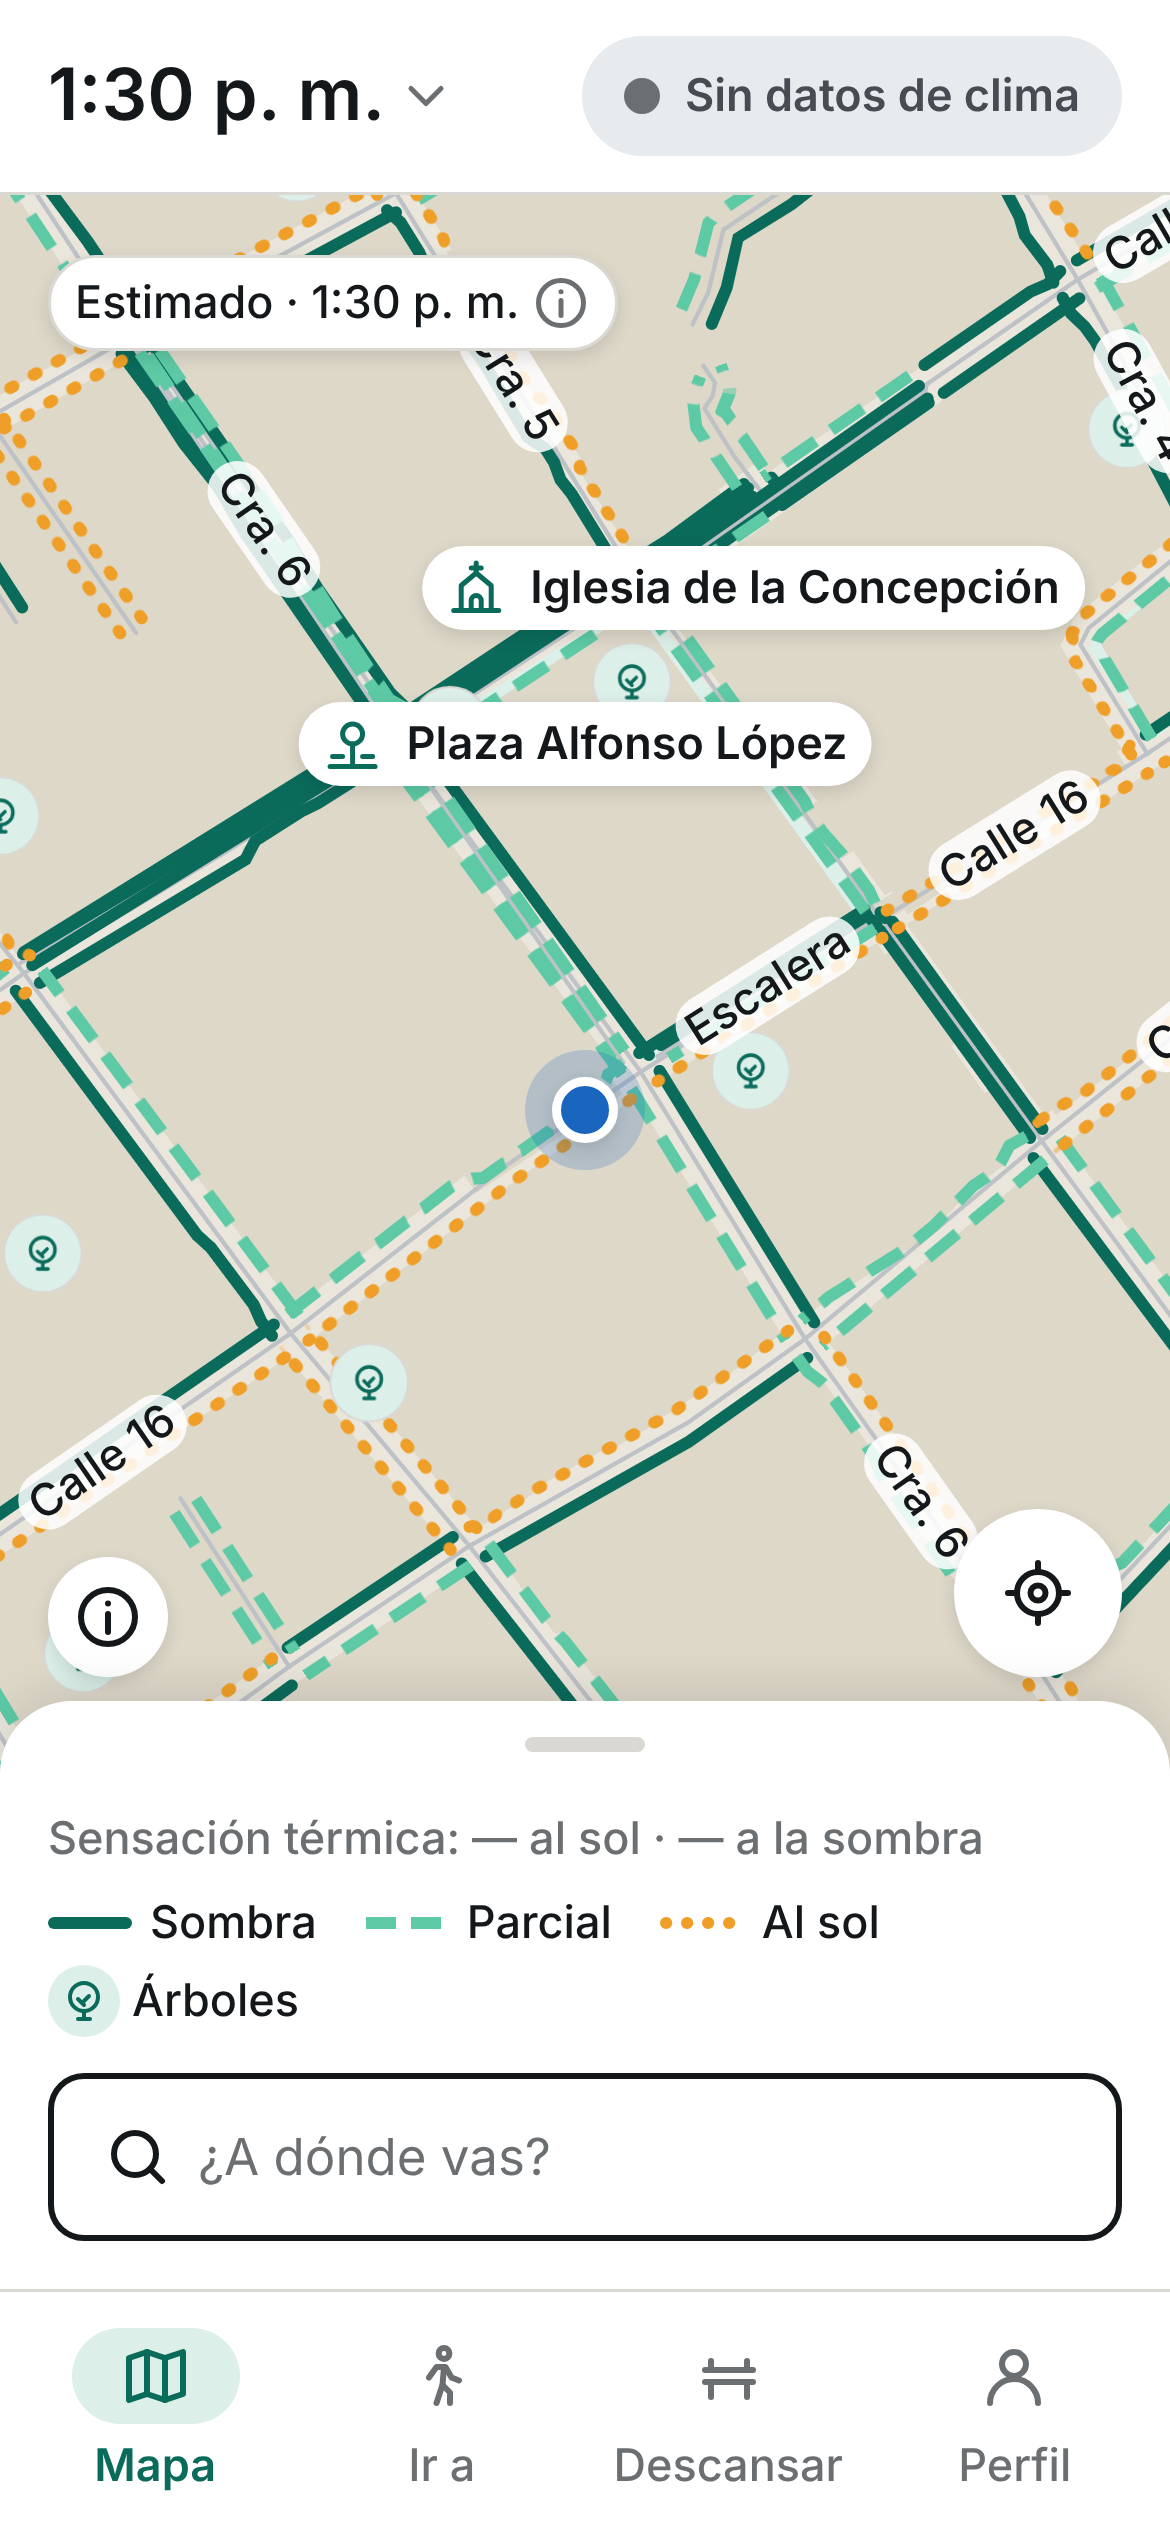 1:30 p. m.
Sin datos de clima
Estimado · 1:30 p. m.
Cra. 5
Cra. 6
Cra. 4
Iglesia de la Concepción
Plaza Alfonso López
Calle 16
Escalera
Calle 16
Cra. 6
Sensación térmica: — al sol · — a la sombra
Sombra
Parcial
Al sol
Árboles
¿A dónde vas?
Mapa
Ir a
Descansar
Perfil